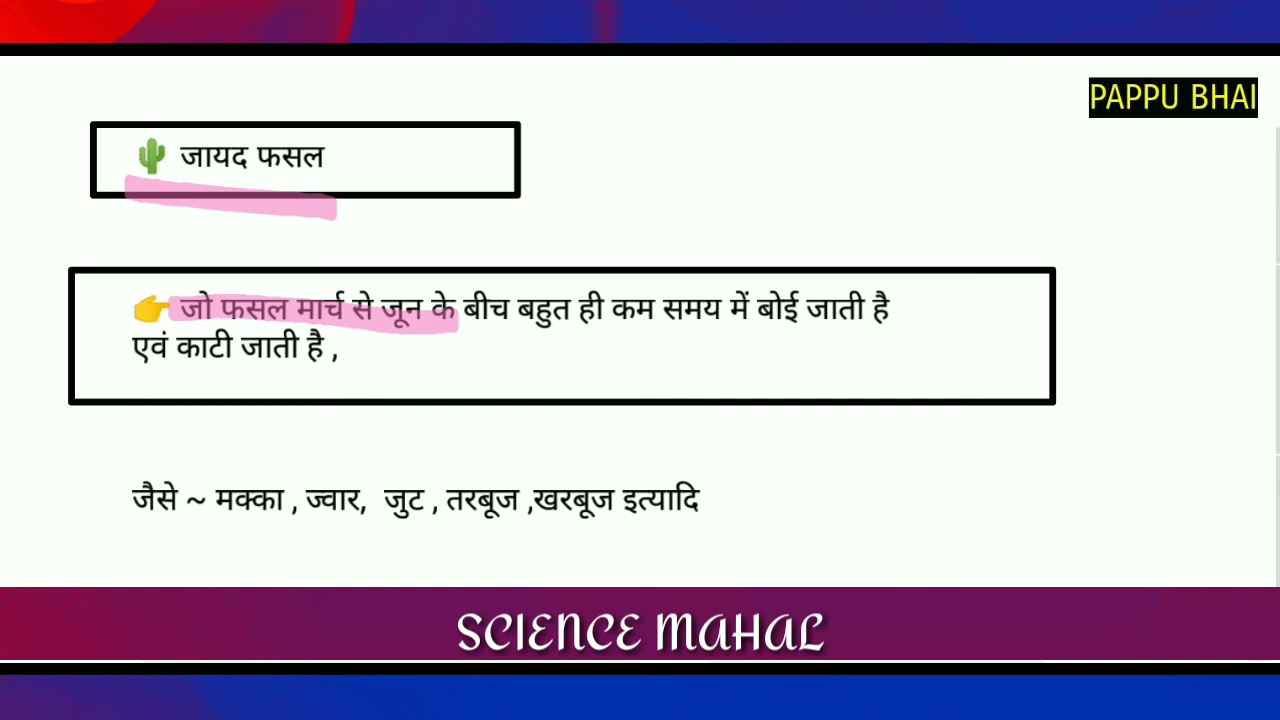 PAPPU BHAI
🌵 जायद फसल
👉 जो फसल मार्च से जून के बीच बहुत ही कम समय में बोई जाती है
एवं काटी जाती है ,
जैसे ~ मक्का , ज्वार, जुट , तरबूज ,खरबूज इत्यादि
SCIENCE MAHAL